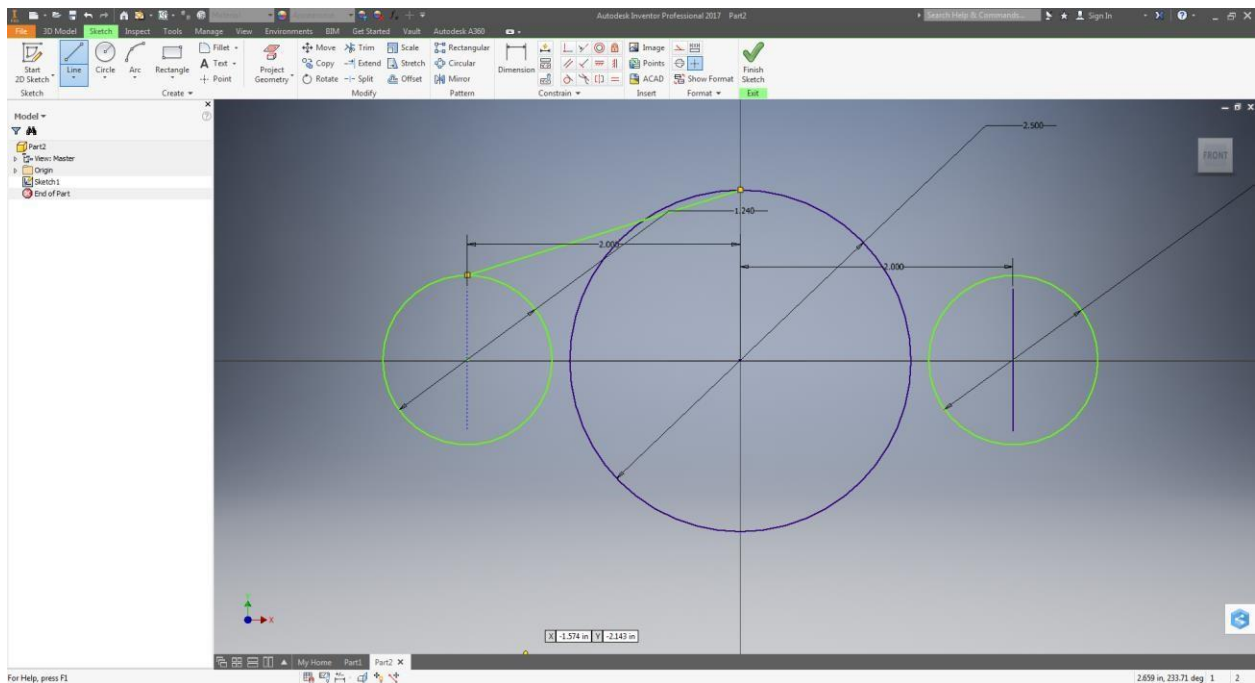 Autodesk Inventor Professional 2017 Part2
Search Help & Commands...
Sign In
File 3D Model Sketch Inspect Tools Manage View Environments BIM Get Started Vault Autodesk A360
Start 2D Sketch
Line
Circle
Arc
Rectangle
Fillet
Text
Point
Project Geometry
Move
Copy
Rotate
Trim
Extend
Split
Scale
Stretch
Offset
Rectangular
Circular
Mirror
Dimension
Image
Points
ACAD
Show Format
Finish Sketch
Sketch Create Modify Pattern Constrain Insert Format Exit
Model
Part2
View: Master
Origin
Sketch1
End of Part
2.500
FRONT
1.240
2.000
2.000
Y
X
X -1.574 in Y -2.143 in
My Home Part1 Part2
For Help, press F1
2.659 in, 233.71 deg 1 2